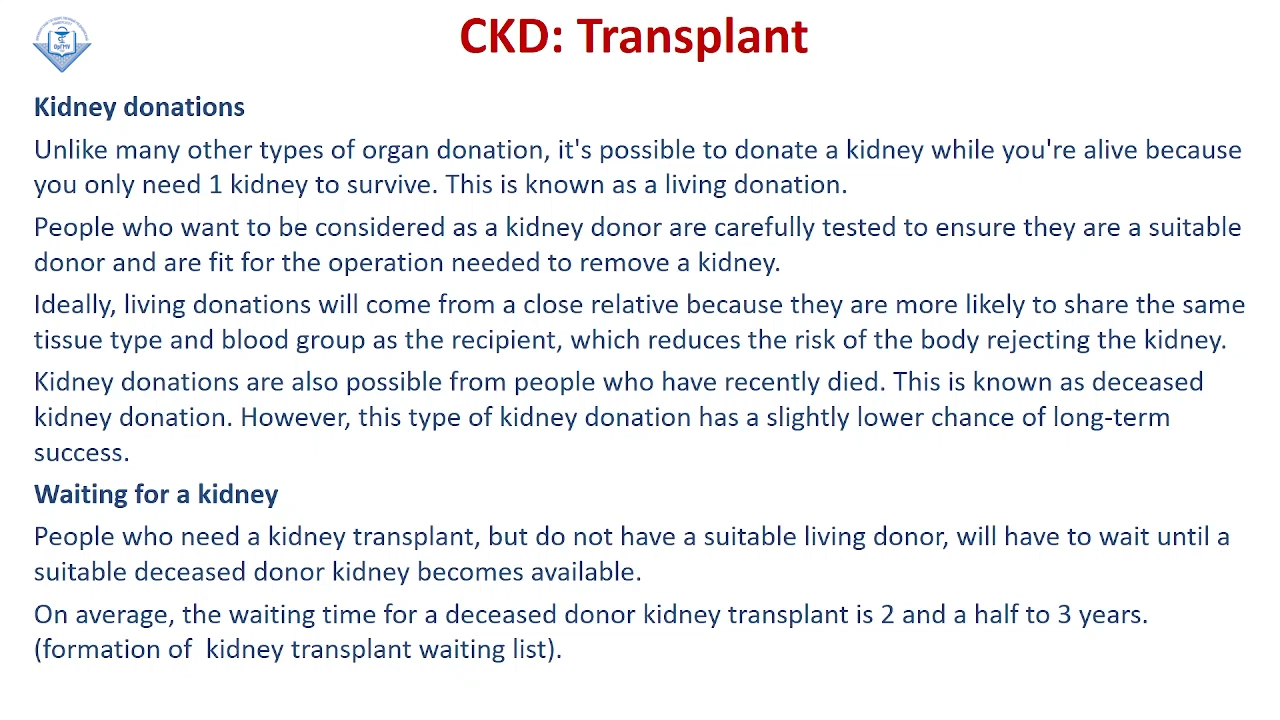 CKD: Transplant
ОрГМУ
Kidney donations
Unlike many other types of organ donation, it's possible to donate a kidney while you're alive because
you only need 1 kidney to survive. This is known as a living donation.
People who want to be considered as a kidney donor are carefully tested to ensure they are a suitable
donor and are fit for the operation needed to remove a kidney.
Ideally, living donations will come from a close relative because they are more likely to share the same
tissue type and blood group as the recipient, which reduces the risk of the body rejecting the kidney.
Kidney donations are also possible from people who have recently died. This is known as deceased
kidney donation. However, this type of kidney donation has a slightly lower chance of long-term
success.
Waiting for a kidney
People who need a kidney transplant, but do not have a suitable living donor, will have to wait until a
suitable deceased donor kidney becomes available.
On average, the waiting time for a deceased donor kidney transplant is 2 and a half to 3 years.
(formation of  kidney transplant waiting list).